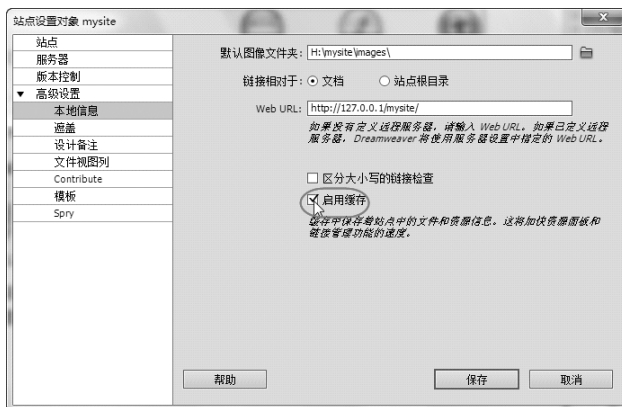 站点设置对象 mysite
站点
服务器
版本控制
高级设置
本地信息
遮盖
设计备注
文件视图列
Contribute
模板
Spry
默认图像文件夹: H:\mysite\images\
链接相对于: 文档 站点根目录
Web URL: http://127.0.0.1/mysite/
如果没有定义远程服务器，请输入 Web URL。如果已定义远程
服务器，Dreamweaver 将使用服务器设置中指定的 Web URL。
区分大小写的链接检查
启用缓存
缓存中保存着站点中的文件和资源信息。这将加快资源面板和
链接管理功能的速度。
帮助 保存 取消